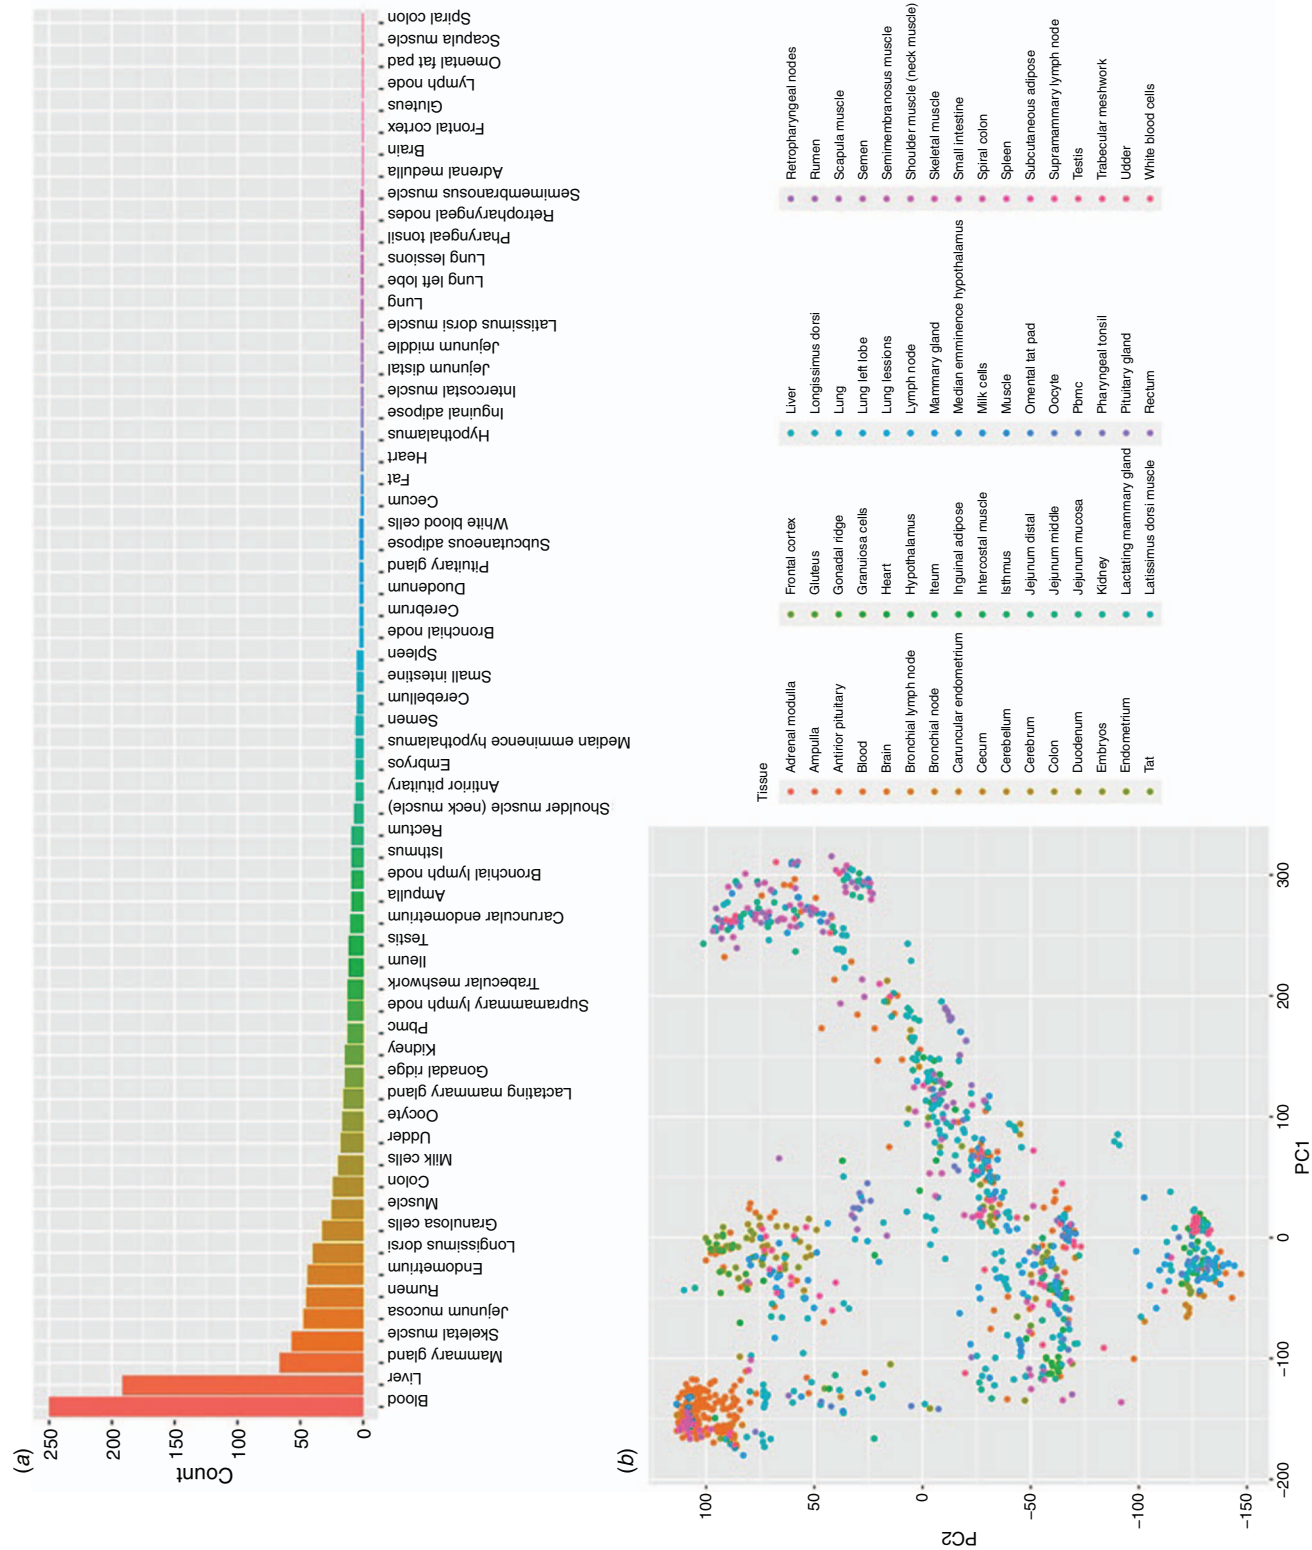 (a)
Count
250
200
150
100
50
0
Blood
Liver
Mammary gland
Skeletal muscle
Jejunum mucosa
Rumen
Endometrium
Longissimus dorsi
Granulosa cells
Muscle
Colon
Milk cells
Udder
Oocyte
Lactating mammary gland
Gonadal ridge
Kidney
Pbmc
Supramammary lymph node
Trabecular meshwork
Ileum
Testis
Caruncular endometrium
Ampulla
Bronchial lymph node
Isthmus
Rectum
Shoulder muscle (neck muscle)
Antirior pituitary
Embryos
Median emminence hypothalamus
Semen
Cerebellum
Small intestine
Spleen
Bronchial node
Cerebrum
Duodenum
Pituitary gland
Subcutaneous adipose
White blood cells
Cecum
Fat
Heart
Hypothalamus
Inguinal adipose
Intercostal muscle
Jejunum distal
Jejunum middle
Latissimus dorsi muscle
Lung
Lung left lobe
Lung lessions
Pharyngeal tonsil
Retropharyngeal nodes
Semimembranosus muscle
Adrenal medulla
Brain
Frontal cortex
Gluteus
Lymph node
Omental fat pad
Scapula muscle
Spiral colon
(b)
PC2
100
50
0
−50
−100
−150
−200
−100
0
100
200
300
PC1
Tissue
Adrenal modulla
Ampulla
Antirior pituitary
Blood
Brain
Bronchial lymph node
Bronchial node
Caruncular endometrium
Cecum
Cerebellum
Cerebrum
Colon
Duodenum
Embryos
Endometrium
Tat
Frontal cortex
Gluteus
Gonadal ridge
Granuiosa cells
Heart
Hypothalamus
Iteum
Inguinal adipose
Intercostal muscle
Isthmus
Jejunum distal
Jejunum middle
Jejunum mucosa
Kidney
Lactating mammary gland
Latissimus dorsi muscle
Liver
Longissimus dorsi
Lung
Lung left lobe
Lung lessions
Lymph node
Mammary gland
Median emminence hypothalamus
Milk cells
Muscle
Omental tat pad
Oocyte
Pbmc
Pharyngeal tonsil
Pituitary gland
Rectum
Retropharyngeal nodes
Rumen
Scapula muscle
Semen
Semimembranosus muscle
Shoulder muscle (neck muscle)
Skeletal muscle
Small intestine
Spiral colon
Spleen
Subcutaneous adipose
Supramammary lymph node
Testis
Trabecular meshwork
Udder
White blood cells